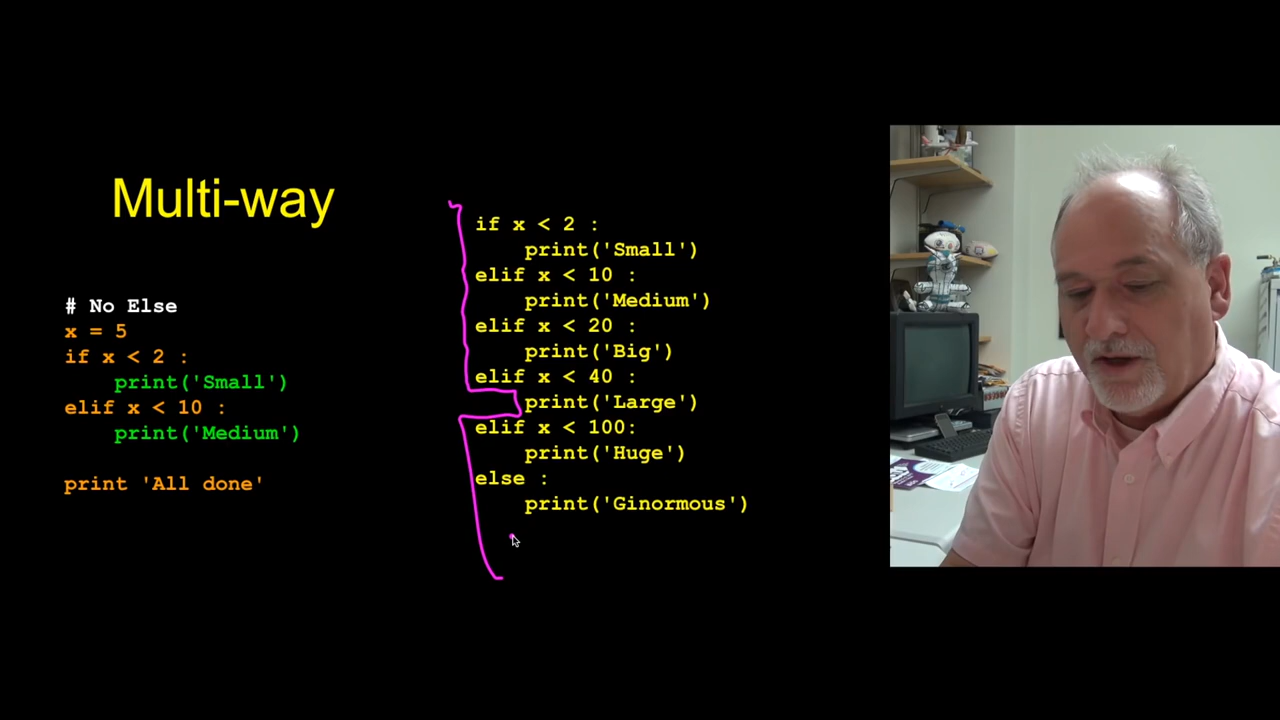 Multi-way
# No Else
x = 5
if x < 2 :
    print('Small')
elif x < 10 :
    print('Medium')
print 'All done'
if x < 2 :
    print('Small')
elif x < 10 :
    print('Medium')
elif x < 20 :
    print('Big')
elif x < 40 :
    print('Large')
elif x < 100:
    print('Huge')
else :
    print('Ginormous')